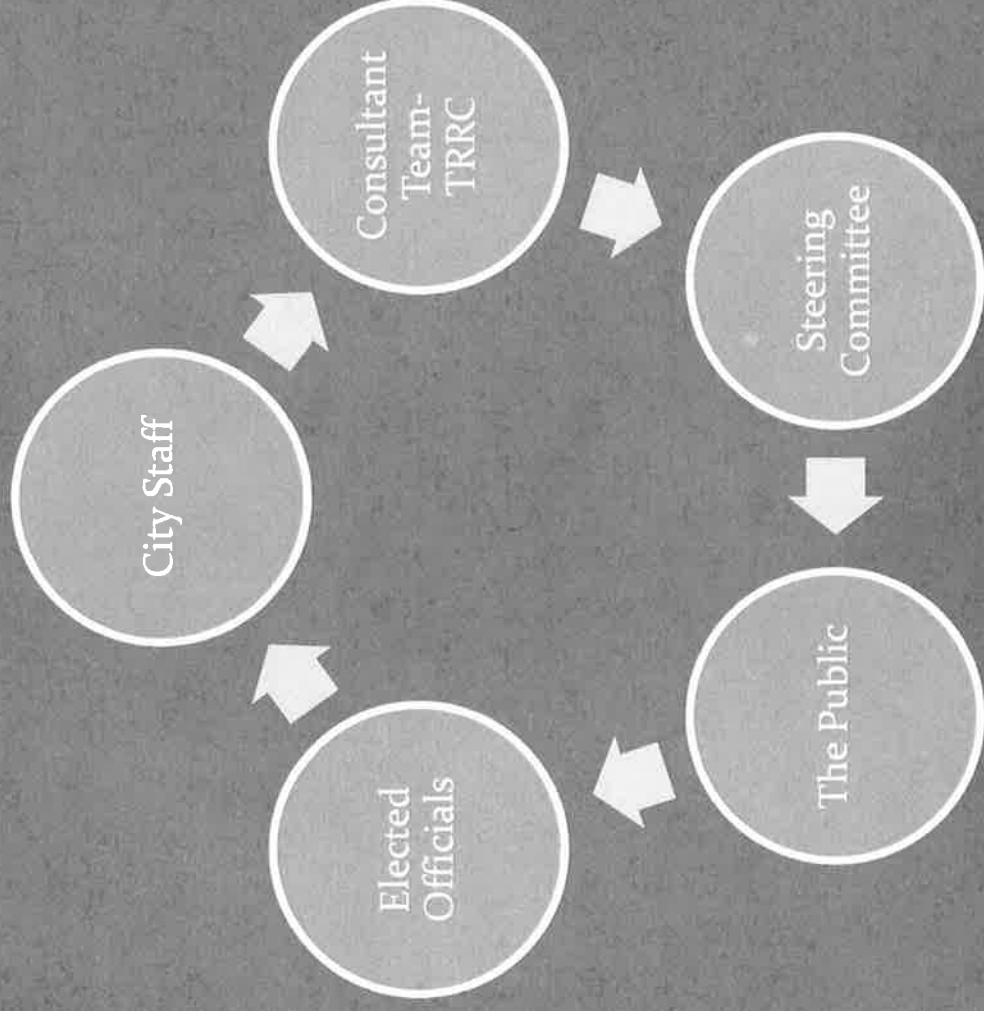 City Staff
Consultant
Team-
TRRC
Steering
Committee
The Public
Elected
Officials